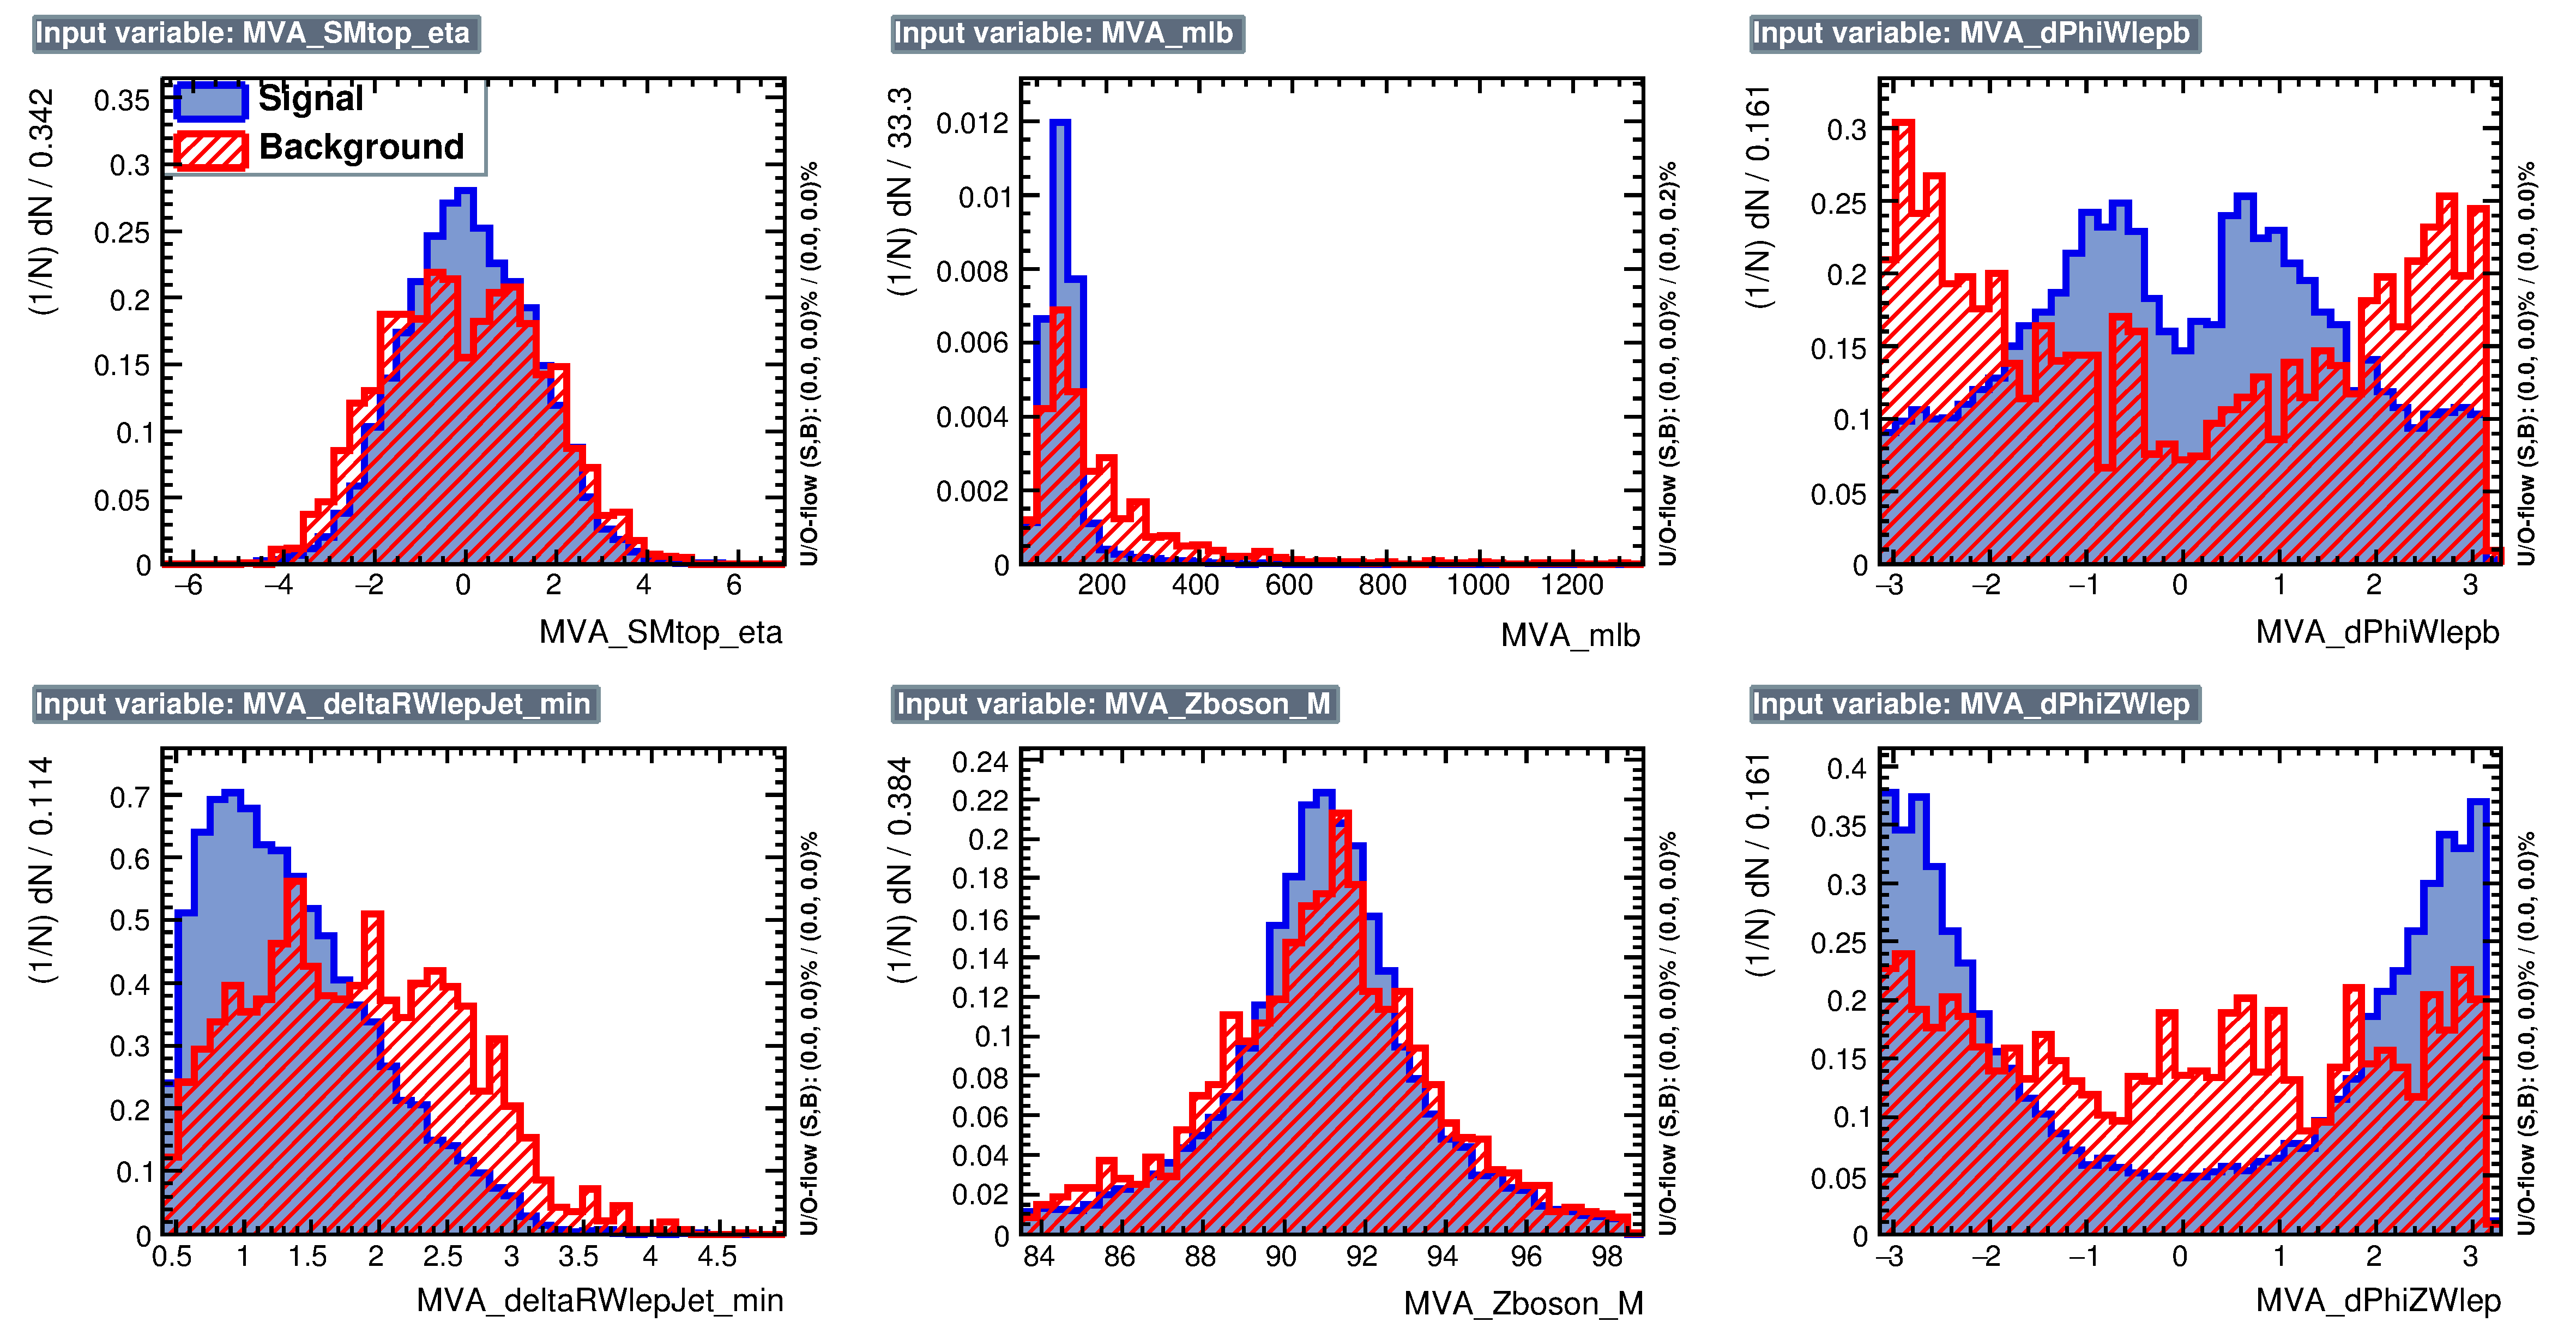 Input variable: MVA_SMtop_eta
(1/N) dN / 0.342
0.35
0.3
0.25
0.2
0.15
0.1
0.05
0
Signal
Background
−6 −4 −2 0 2 4 6
MVA_SMtop_eta
U/O-flow (S,B): (0.0, 0.0)% / (0.0, 0.0)%
Input variable: MVA_mlb
(1/N) dN / 33.3
0.012
0.01
0.008
0.006
0.004
0.002
0
200 400 600 800 1000 1200
MVA_mlb
U/O-flow (S,B): (0.0, 0.0)% / (0.0, 0.2)%
Input variable: MVA_dPhiWlepb
(1/N) dN / 0.161
0.3
0.25
0.2
0.15
0.1
0.05
0
−3 −2 −1 0 1 2 3
MVA_dPhiWlepb
U/O-flow (S,B): (0.0, 0.0)% / (0.0, 0.0)%
Input variable: MVA_deltaRWlepJet_min
(1/N) dN / 0.114
0.7
0.6
0.5
0.4
0.3
0.2
0.1
0
0.5 1 1.5 2 2.5 3 3.5 4 4.5
MVA_deltaRWlepJet_min
U/O-flow (S,B): (0.0, 0.0)% / (0.0, 0.0)%
Input variable: MVA_Zboson_M
(1/N) dN / 0.384
0.24
0.22
0.2
0.18
0.16
0.14
0.12
0.1
0.08
0.06
0.04
0.02
0
84 86 88 90 92 94 96 98
MVA_Zboson_M
U/O-flow (S,B): (0.0, 0.0)% / (0.0, 0.0)%
Input variable: MVA_dPhiZWlep
(1/N) dN / 0.161
0.4
0.35
0.3
0.25
0.2
0.15
0.1
0.05
0
−3 −2 −1 0 1 2 3
MVA_dPhiZWlep
U/O-flow (S,B): (0.0, 0.0)% / (0.0, 0.0)%